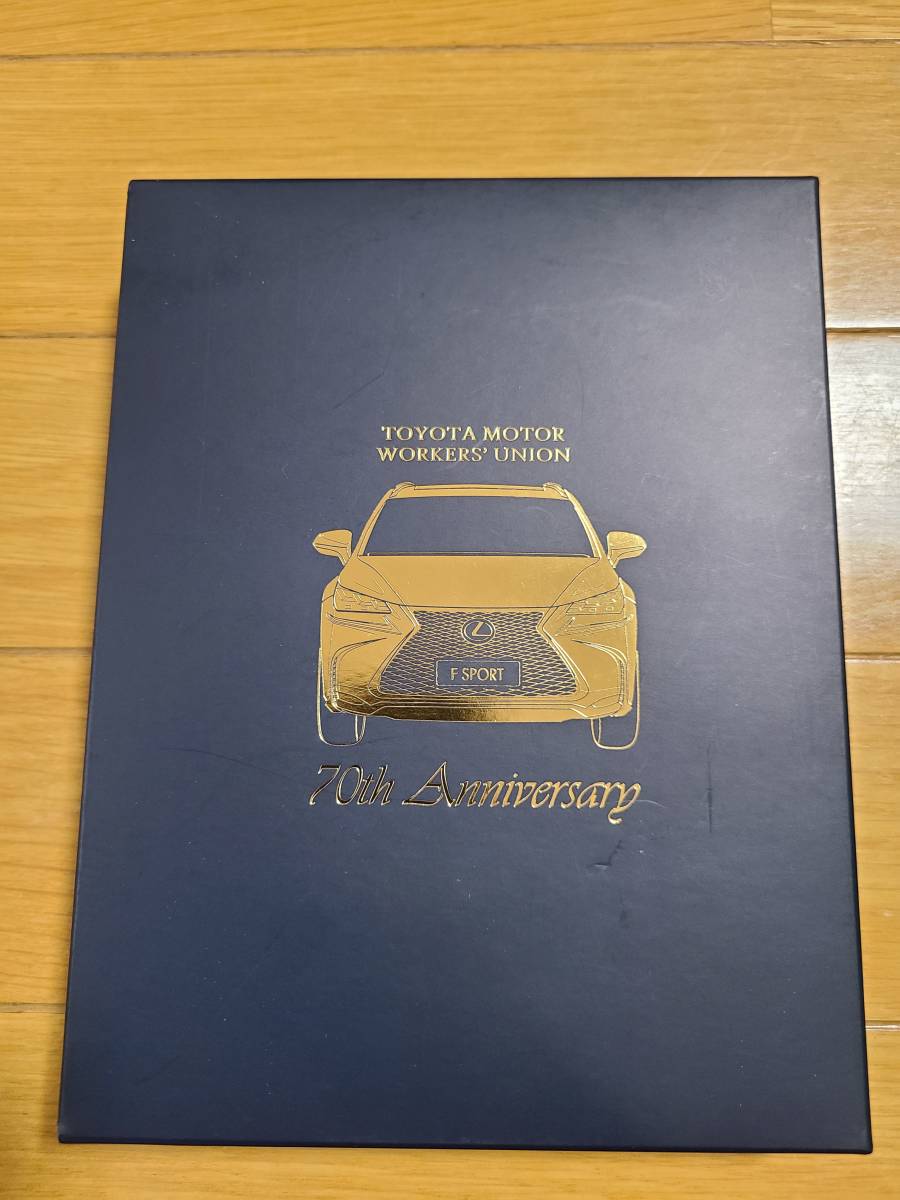 TOYOTA MOTOR
WORKERS' UNION
F SPORT
70th Anniversary